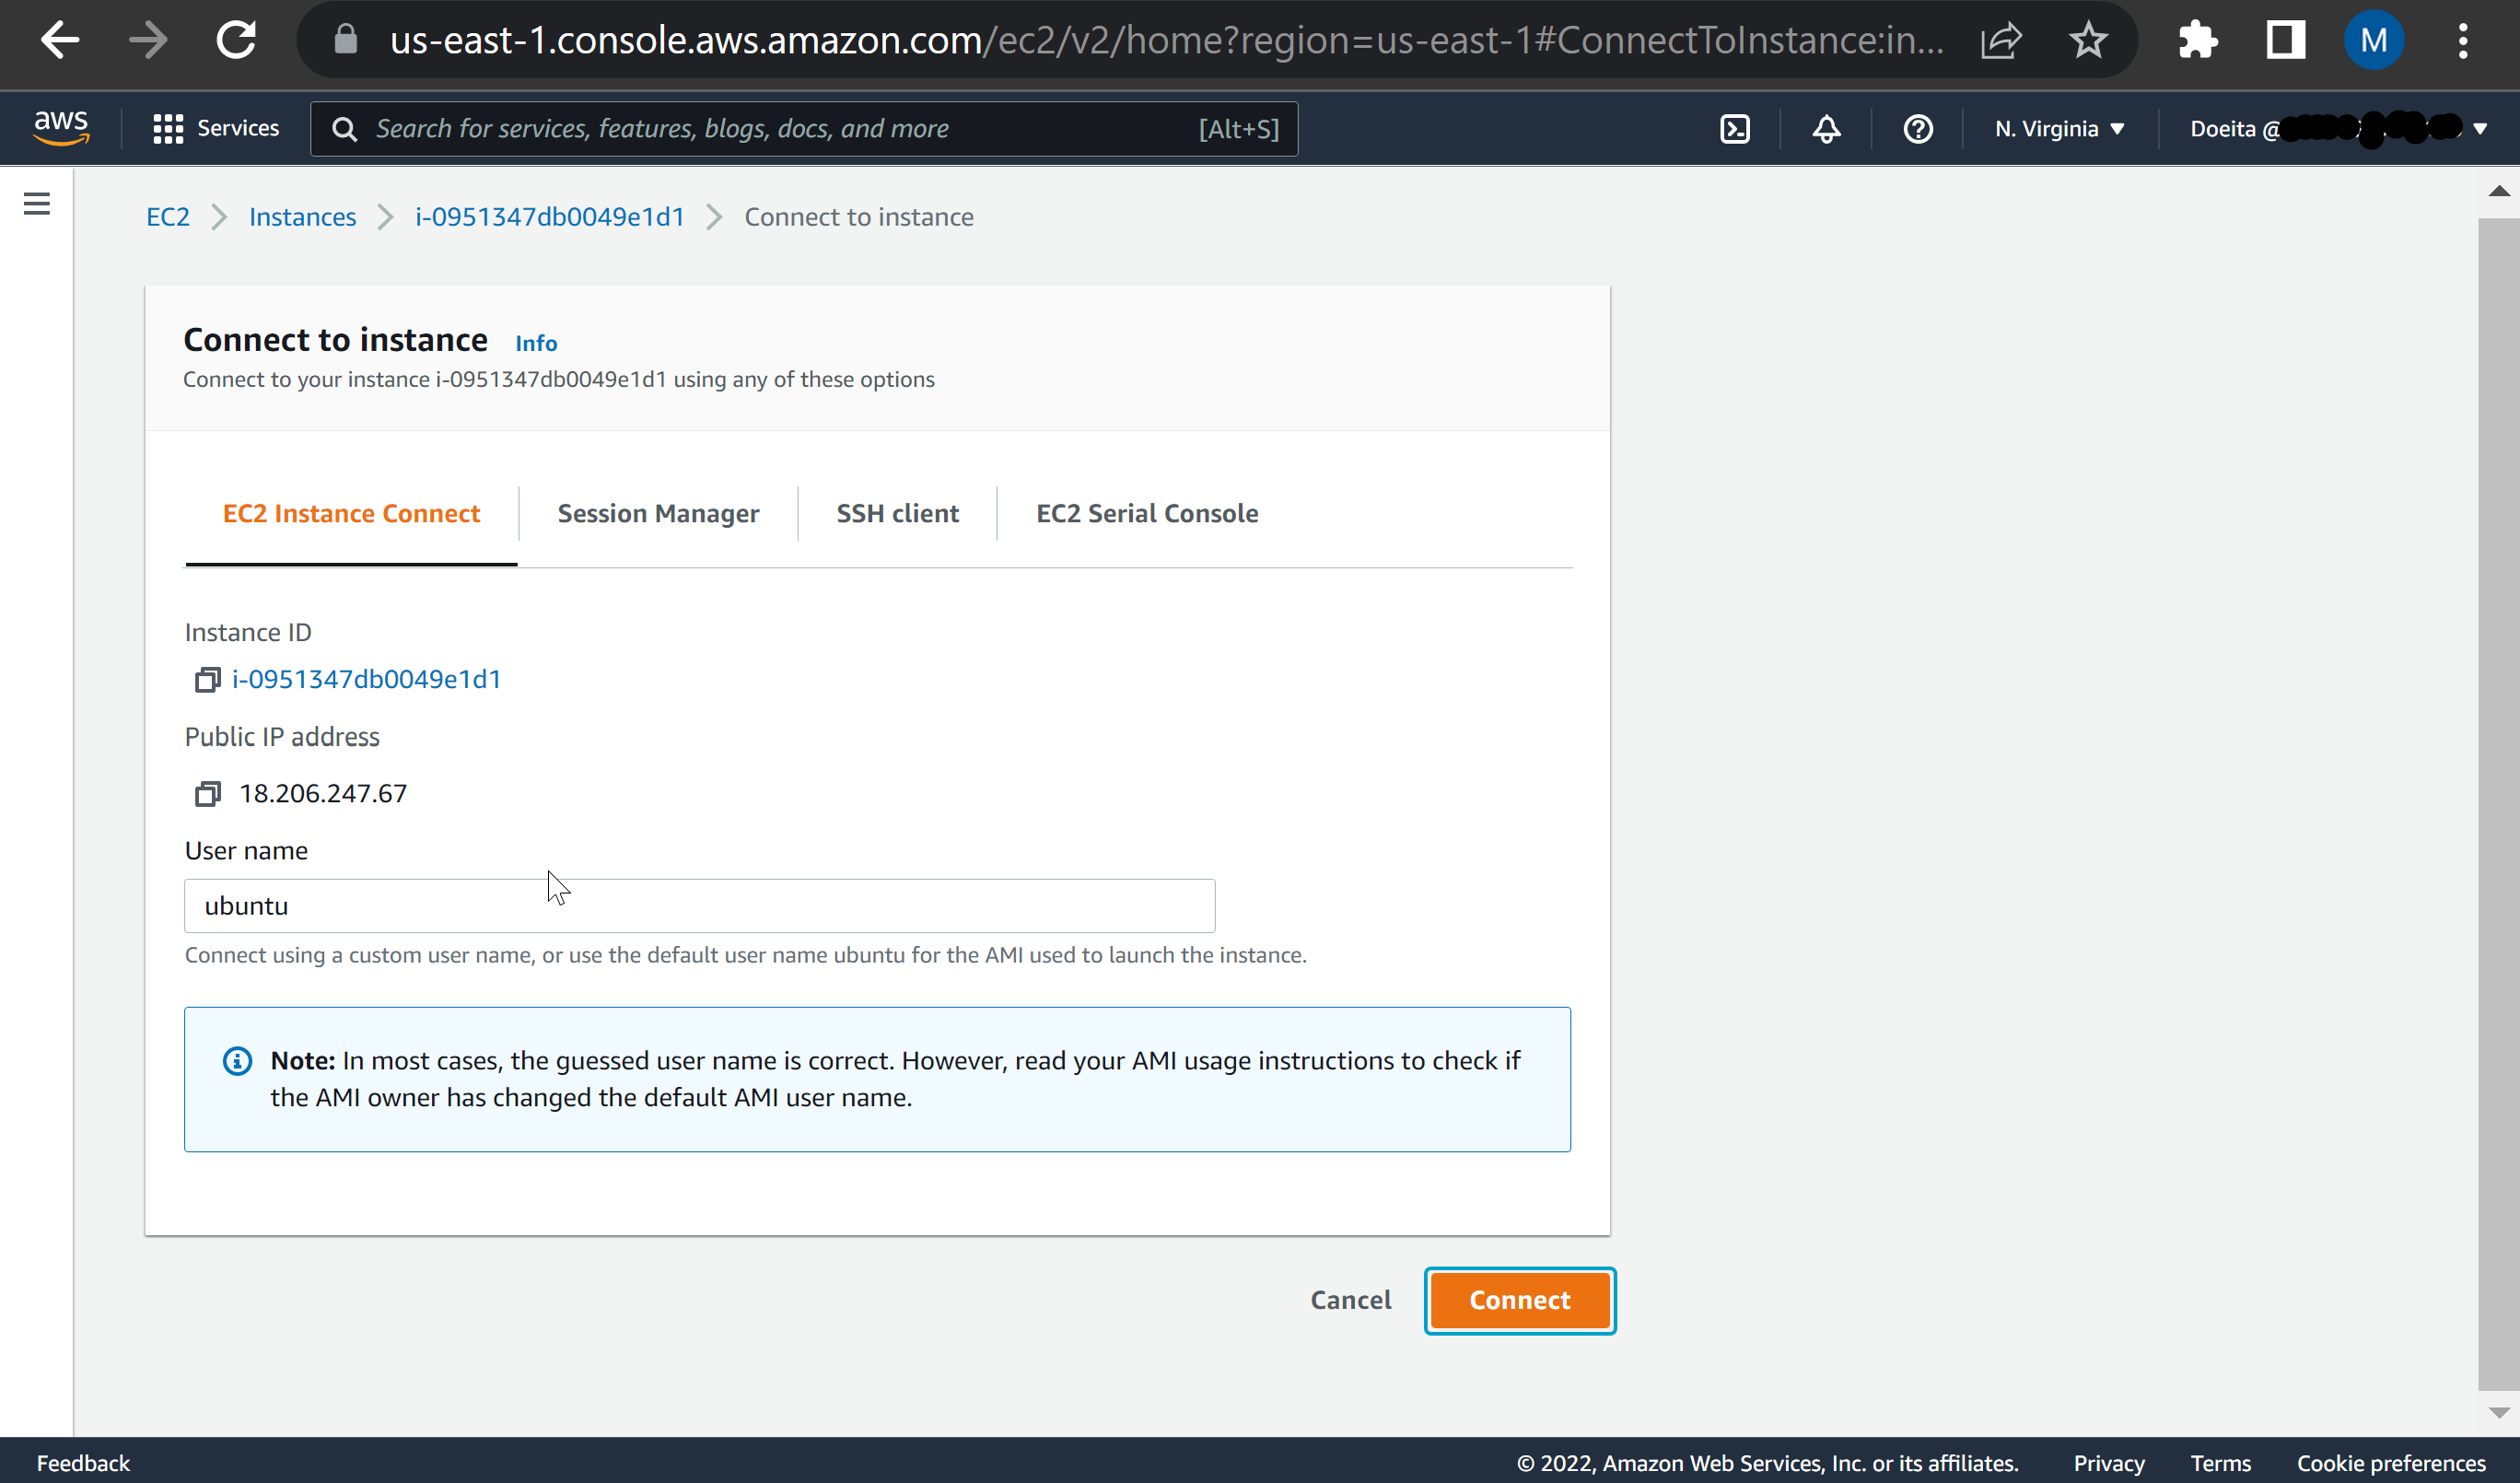 us-east-1.console.aws.amazon.com/ec2/v2/home?region=us-east-1#ConnectToInstance:in...
M
aws
Services
Search for services, features, blogs, docs, and more
[Alt+S]
N. Virginia
Doeita @
EC2
Instances
i-0951347db0049e1d1
Connect to instance
Connect to instance Info
Connect to your instance i-0951347db0049e1d1 using any of these options
EC2 Instance Connect
Session Manager
SSH client
EC2 Serial Console
Instance ID
i-0951347db0049e1d1
Public IP address
18.206.247.67
User name
ubuntu
Connect using a custom user name, or use the default user name ubuntu for the AMI used to launch the instance.
Note: In most cases, the guessed user name is correct. However, read your AMI usage instructions to check if
the AMI owner has changed the default AMI user name.
Cancel
Connect
Feedback
© 2022, Amazon Web Services, Inc. or its affiliates.
Privacy
Terms
Cookie preferences